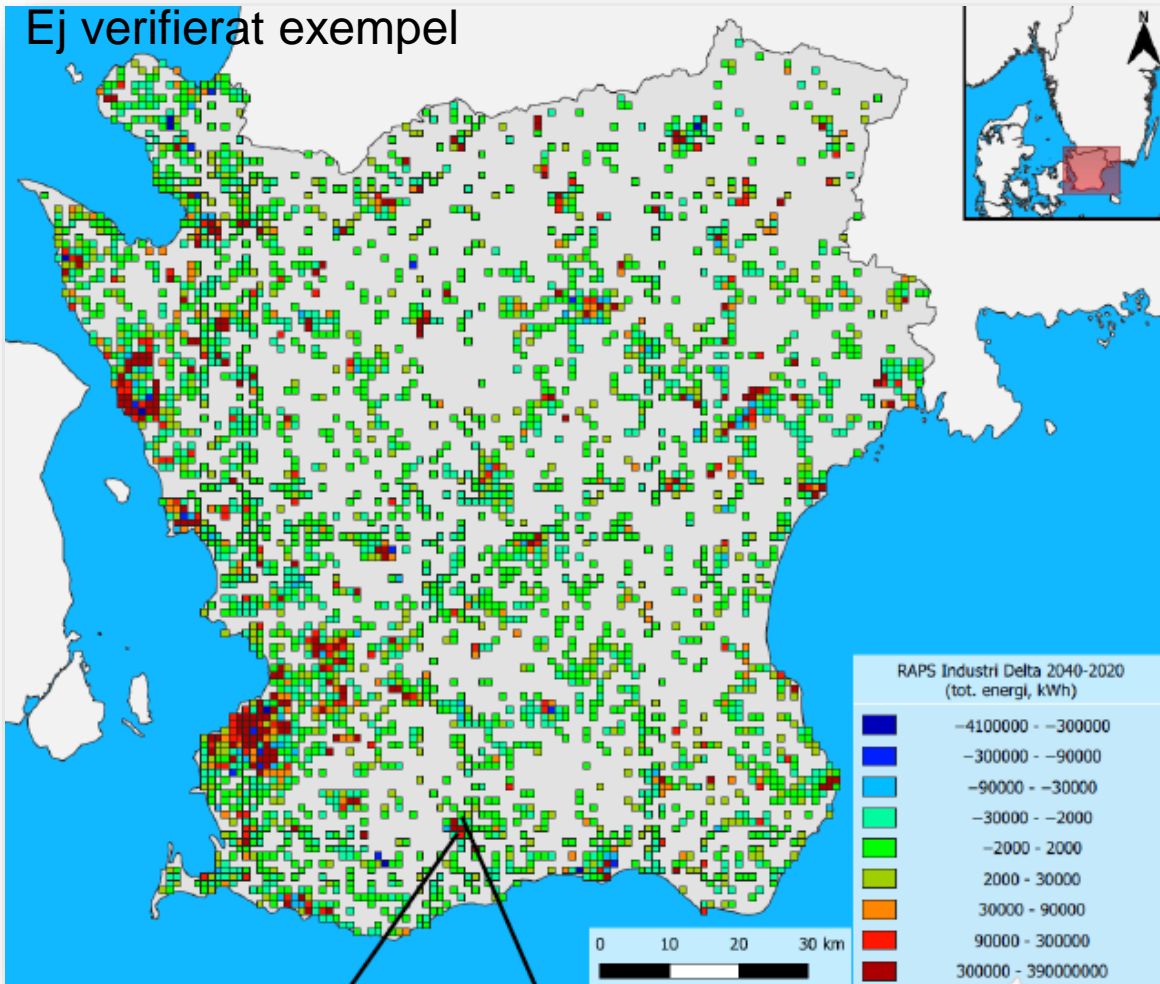 Ej verifierat exempel
N
RAPS Industri Delta 2040-2020
(tot. energi, kWh)
−4100000 - −300000
−300000 - −90000
−90000 - −30000
−30000 - −2000
−2000 - 2000
2000 - 30000
30000 - 90000
90000 - 300000
300000 - 390000000
0 10 20 30 km